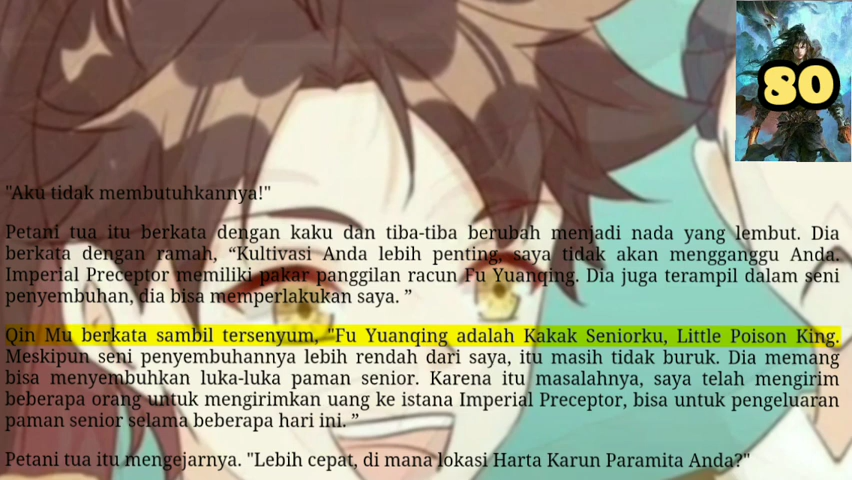 80
"Aku tidak membutuhkannya!"
Petani tua itu berkata dengan kaku dan tiba-tiba berubah menjadi nada yang lembut. Dia
berkata dengan ramah, “Kultivasi Anda lebih penting, saya tidak akan mengganggu Anda.
Imperial Preceptor memiliki pakar panggilan racun Fu Yuanqing. Dia juga terampil dalam seni
penyembuhan, dia bisa memperlakukan saya. ”
Qin Mu berkata sambil tersenyum, "Fu Yuanqing adalah Kakak Seniorku, Little Poison King.
Meskipun seni penyembuhannya lebih rendah dari saya, itu masih tidak buruk. Dia memang
bisa menyembuhkan luka-luka paman senior. Karena itu masalahnya, saya telah mengirim
beberapa orang untuk mengirimkan uang ke istana Imperial Preceptor, bisa untuk pengeluaran
paman senior selama beberapa hari ini. ”
Petani tua itu mengejarnya. "Lebih cepat, di mana lokasi Harta Karun Paramita Anda?"